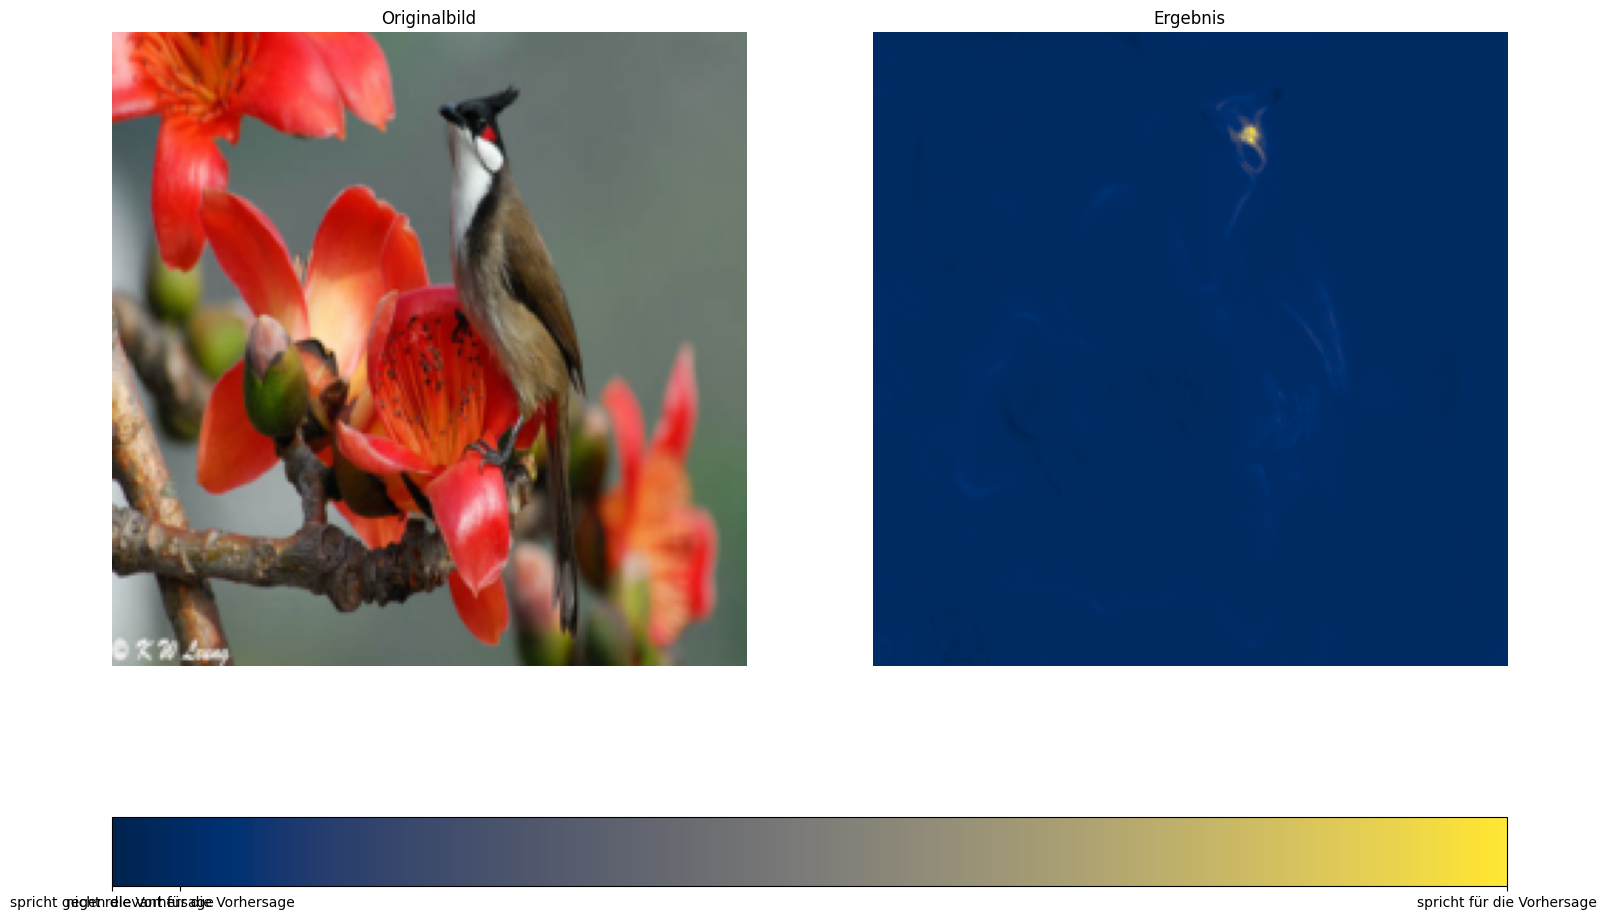 Originalbild
Ergebnis
© K W Leung
spricht gegen die Vorhersage
nicht relevant für die Vorhersage
spricht für die Vorhersage